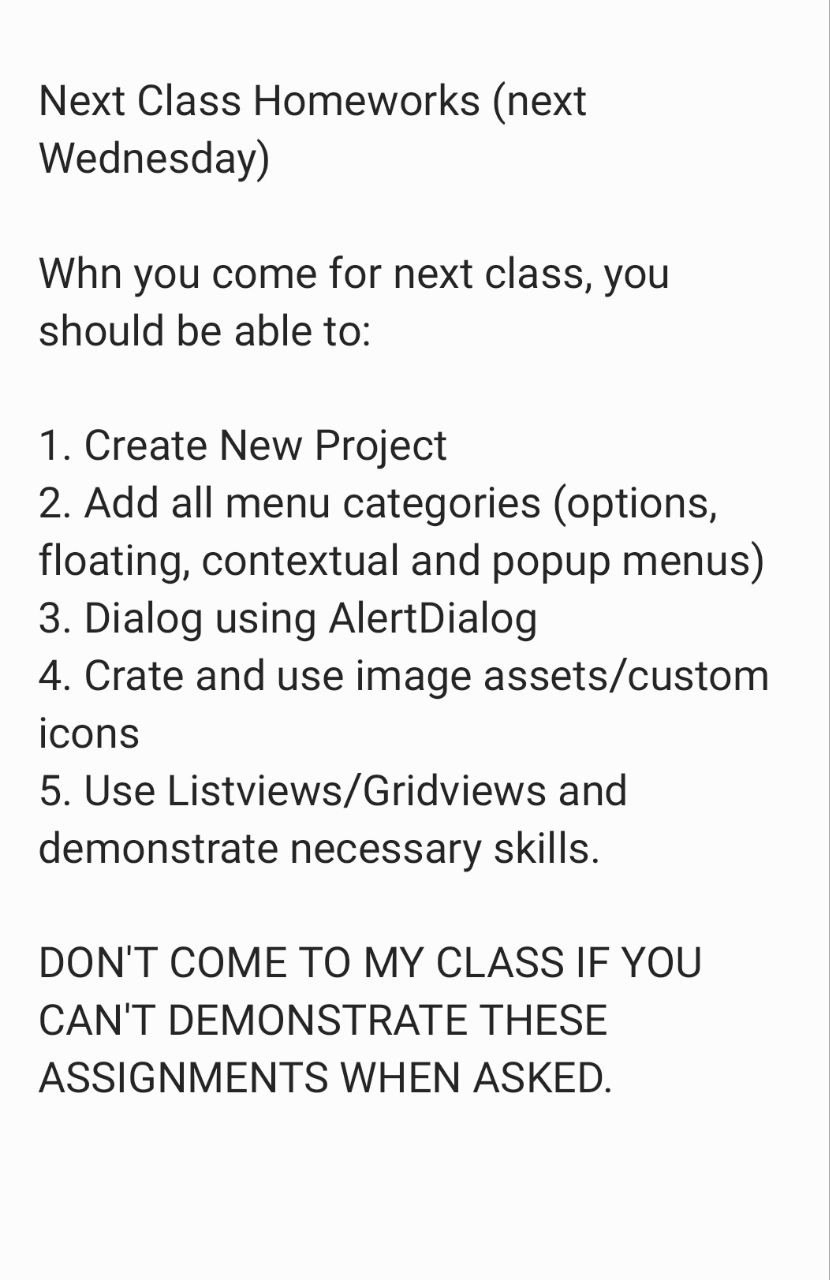 Next Class Homeworks (next
Wednesday)
Whn you come for next class, you
should be able to:
1. Create New Project
2. Add all menu categories (options,
floating, contextual and popup menus)
3. Dialog using AlertDialog
4. Crate and use image assets/custom
icons
5. Use Listviews/Gridviews and
demonstrate necessary skills.
DON'T COME TO MY CLASS IF YOU
CAN'T DEMONSTRATE THESE
ASSIGNMENTS WHEN ASKED.